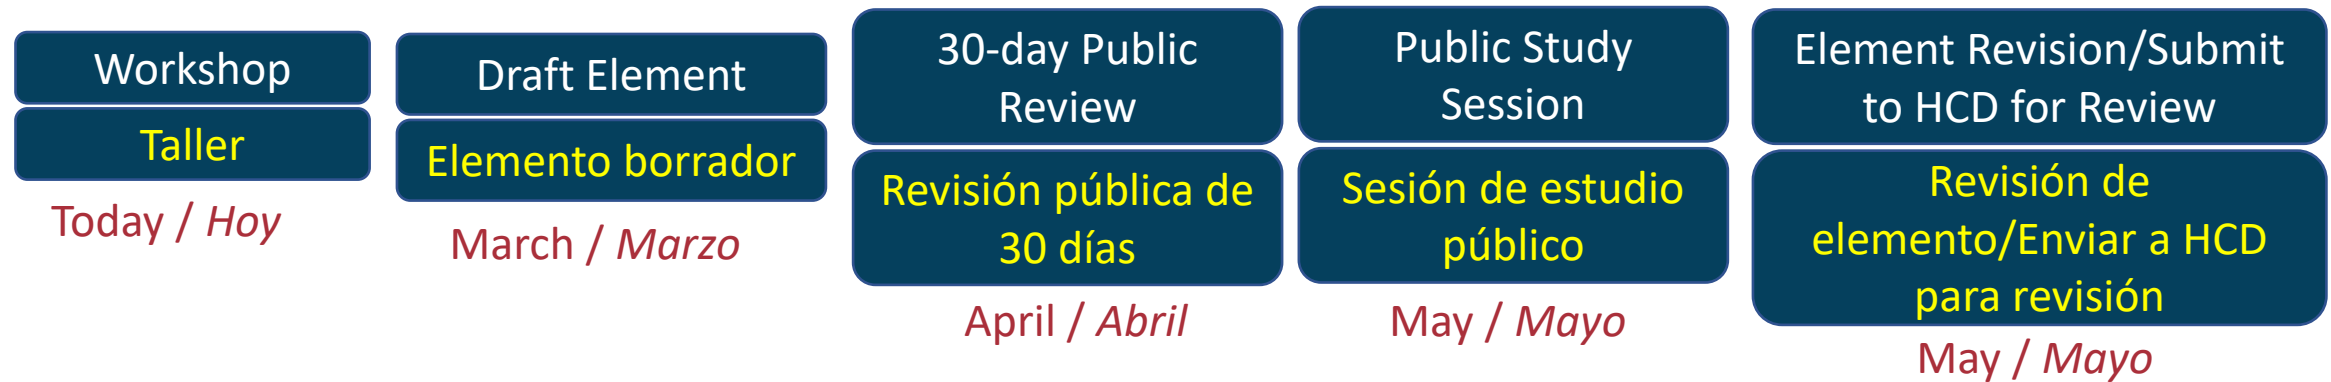 Workshop
Taller
Today / Hoy
Draft Element
Elemento borrador
March / Marzo
30-day Public
Review
Revisión pública de
30 días
April / Abril
Public Study
Session
Sesión de estudio
público
May / Mayo
Element Revision/Submit
to HCD for Review
Revisión de
elemento/Enviar a HCD
para revisión
May / Mayo